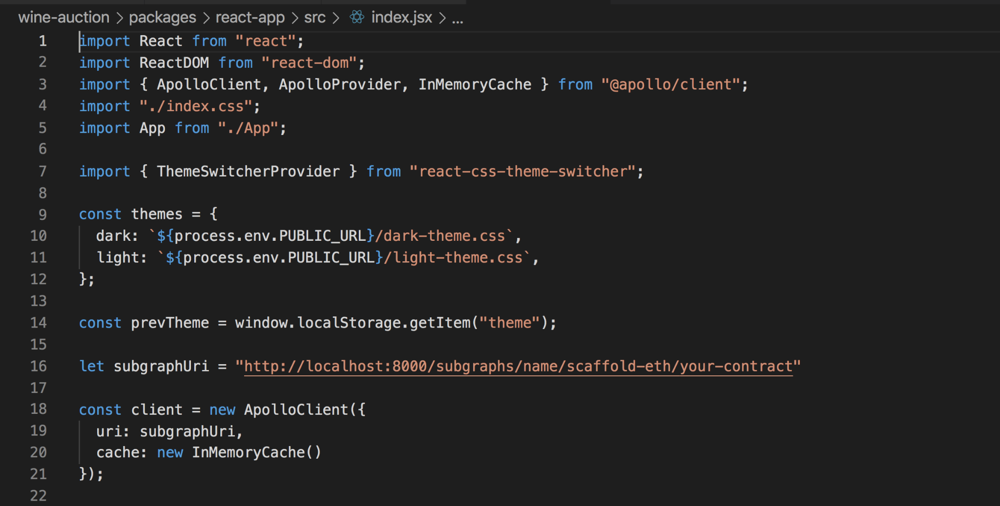 wine-auction > packages > react-app > src > index.jsx > ...
1 import React from "react";
2 import ReactDOM from "react-dom";
3 import { ApolloClient, ApolloProvider, InMemoryCache } from "@apollo/client";
4 import "./index.css";
5 import App from "./App";
6
7 import { ThemeSwitcherProvider } from "react-css-theme-switcher";
8
9 const themes = {
10   dark: `${process.env.PUBLIC_URL}/dark-theme.css`,
11   light: `${process.env.PUBLIC_URL}/light-theme.css`,
12 };
13
14 const prevTheme = window.localStorage.getItem("theme");
15
16 let subgraphUri = "http://localhost:8000/subgraphs/name/scaffold-eth/your-contract"
17
18 const client = new ApolloClient({
19   uri: subgraphUri,
20   cache: new InMemoryCache()
21 });
22